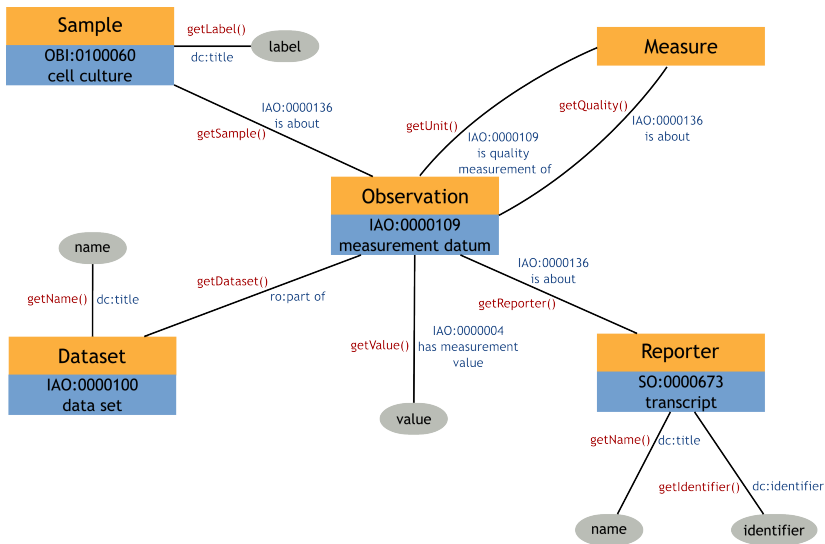 Sample
OBI:0100060
cell culture
getLabel()
dc:title
label
Measure
getSample()
IAO:0000136
is about
getUnit()
IAO:0000109
is quality
measurement of
getQuality()
IAO:0000136
is about
Observation
IAO:0000109
measurement datum
name
getName()
dc:title
getDataset()
ro:part of
getValue()
IAO:0000004
has measurement
value
IAO:0000136
is about
getReporter()
Dataset
IAO:0000100
data set
value
Reporter
SO:0000673
transcript
getName()
dc:title
getIdentifier()
dc:identifier
name
identifier